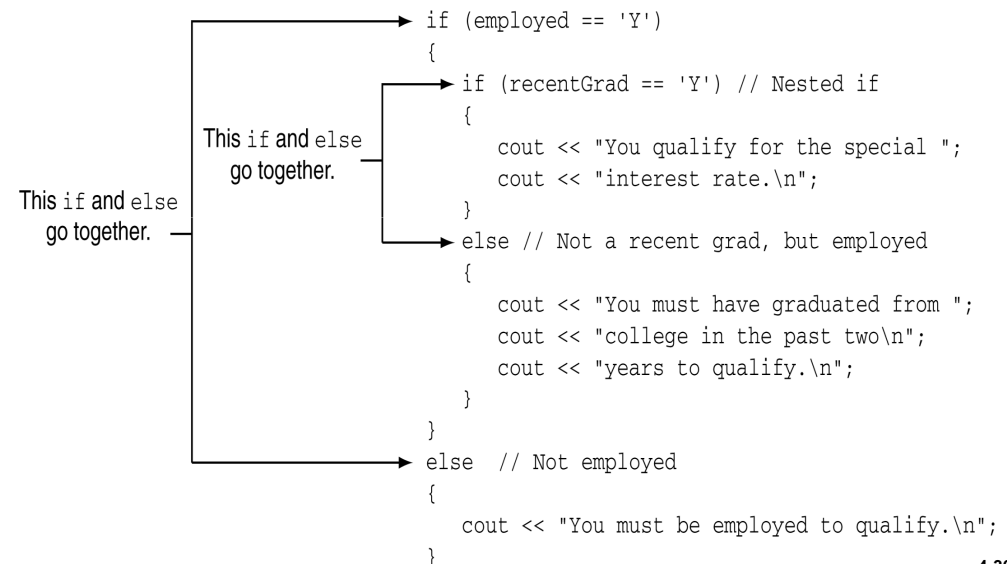 if (employed == 'Y')
{
if (recentGrad == 'Y') // Nested if
{
cout << "You qualify for the special ";
cout << "interest rate.\n";
}
else // Not a recent grad, but employed
{
cout << "You must have graduated from ";
cout << "college in the past two\n";
cout << "years to qualify.\n";
}
}
else // Not employed
{
cout << "You must be employed to qualify.\n";
}
This if and else
go together.
This if and else
go together.